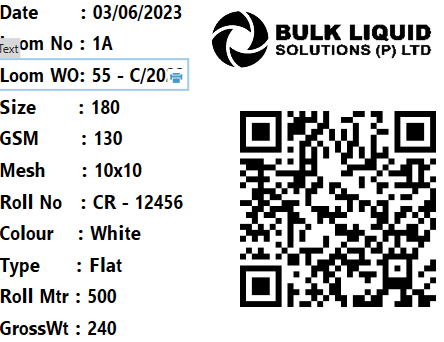 Date : 03/06/2023
Loom No : 1A
Text
Loom WO: 55 - C/20
Size : 180
GSM : 130
Mesh : 10x10
Roll No : CR - 12456
Colour : White
Type : Flat
Roll Mtr : 500
GrossWt : 240
BULK LIQUID
SOLUTIONS (P) LTD